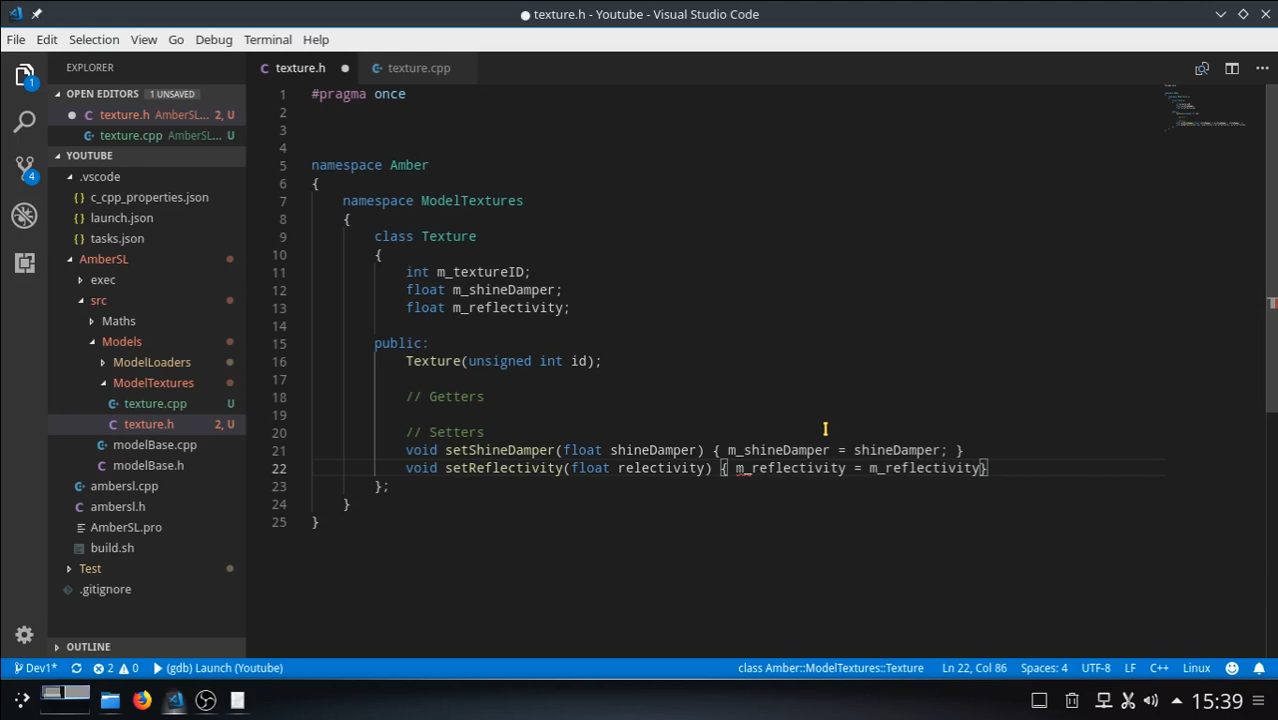 texture.h - Youtube - Visual Studio Code
File Edit Selection View Go Debug Terminal Help
EXPLORER
OPEN EDITORS 1 UNSAVED
texture.h AmberSL... 2, U
texture.cpp AmberSL... U
YOUTUBE
.vscode
c_cpp_properties.json
launch.json
tasks.json
AmberSL
exec
src
Maths
Models
ModelLoaders
ModelTextures
texture.cpp U
texture.h 2, U
modelBase.cpp
modelBase.h
ambersl.cpp
ambersl.h
AmberSL.pro
build.sh
Test
.gitignore
OUTLINE
1
4
texture.h texture.cpp
1 #pragma once
2
3
4
5 namespace Amber
6 {
7 namespace ModelTextures
8 {
9 class Texture
10 {
11 int m_textureID;
12 float m_shineDamper;
13 float m_reflectivity;
14
15 public:
16 Texture(unsigned int id);
17
18 // Getters
19
20 // Setters
21 void setShineDamper(float shineDamper) { m_shineDamper = shineDamper; }
22 void setReflectivity(float relectivity) { m_reflectivity = m_reflectivity}
23 };
24 }
25 }
Dev1* 2 0 (gdb) Launch (Youtube) class Amber::ModelTextures::Texture Ln 22, Col 86 Spaces: 4 UTF-8 LF C++ Linux
15:39